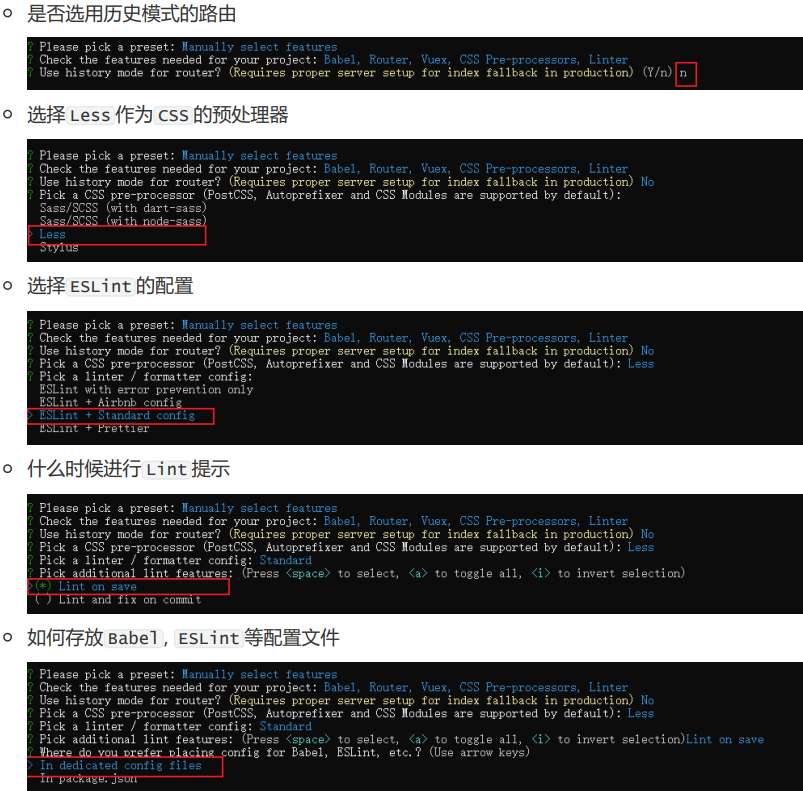 是否选用历史模式的路由
? Please pick a preset: Manually select features
? Check the features needed for your project: Babel, Router, Vuex, CSS Pre-processors, Linter
? Use history mode for router? (Requires proper server setup for index fallback in production) (Y/n) n
选择 Less 作为 CSS 的预处理器
? Please pick a preset: Manually select features
? Check the features needed for your project: Babel, Router, Vuex, CSS Pre-processors, Linter
? Use history mode for router? (Requires proper server setup for index fallback in production) No
? Pick a CSS pre-processor (PostCSS, Autoprefixer and CSS Modules are supported by default):
Sass/SCSS (with dart-sass)
Sass/SCSS (with node-sass)
> Less
Stylus
选择 ESLint 的配置
? Please pick a preset: Manually select features
? Check the features needed for your project: Babel, Router, Vuex, CSS Pre-processors, Linter
? Use history mode for router? (Requires proper server setup for index fallback in production) No
? Pick a CSS pre-processor (PostCSS, Autoprefixer and CSS Modules are supported by default): Less
? Pick a linter / formatter config:
ESLint with error prevention only
ESLint + Airbnb config
> ESLint + Standard config
ESLint + Prettier
什么时候进行 Lint 提示
? Please pick a preset: Manually select features
? Check the features needed for your project: Babel, Router, Vuex, CSS Pre-processors, Linter
? Use history mode for router? (Requires proper server setup for index fallback in production) No
? Pick a CSS pre-processor (PostCSS, Autoprefixer and CSS Modules are supported by default): Less
? Pick a linter / formatter config: Standard
? Pick additional lint features: (Press <space> to select, <a> to toggle all, <i> to invert selection)
>(*) Lint on save
( ) Lint and fix on commit
如何存放 Babel, ESLint 等配置文件
? Please pick a preset: Manually select features
? Check the features needed for your project: Babel, Router, Vuex, CSS Pre-processors, Linter
? Use history mode for router? (Requires proper server setup for index fallback in production) No
? Pick a CSS pre-processor (PostCSS, Autoprefixer and CSS Modules are supported by default): Less
? Pick a linter / formatter config: Standard
? Pick additional lint features: (Press <space> to select, <a> to toggle all, <i> to invert selection)Lint on save
? Where do you prefer placing config for Babel, ESLint, etc.? (Use arrow keys)
> In dedicated config files
In package.json